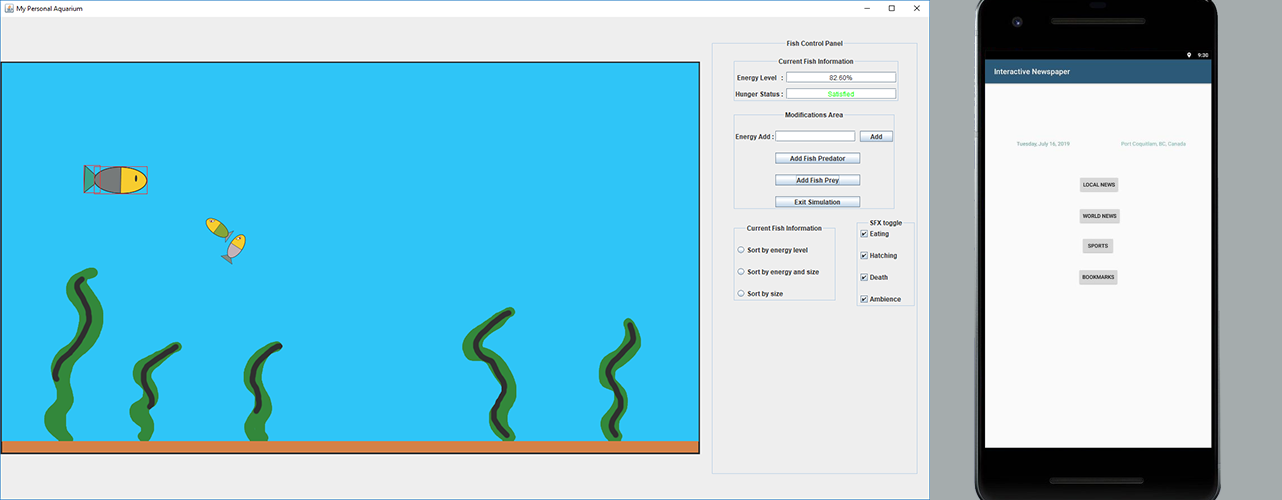 My Personal Aquarium
Fish Control Panel
Current Fish Information
Energy Level :
82.60%
Hunger Status :
Satisfied
Modifications Area
Energy Add :
Add
Add Fish Predator
Add Fish Prey
Exit Simulation
Current Fish Information
Sort by energy level
Sort by energy and size
Sort by size
SFX toggle
Eating
Hatching
Death
Ambience
9:30
Interactive Newspaper
Tuesday, July 16, 2019
Port Coquitlam, BC, Canada
LOCAL NEWS
WORLD NEWS
SPORTS
BOOKMARKS